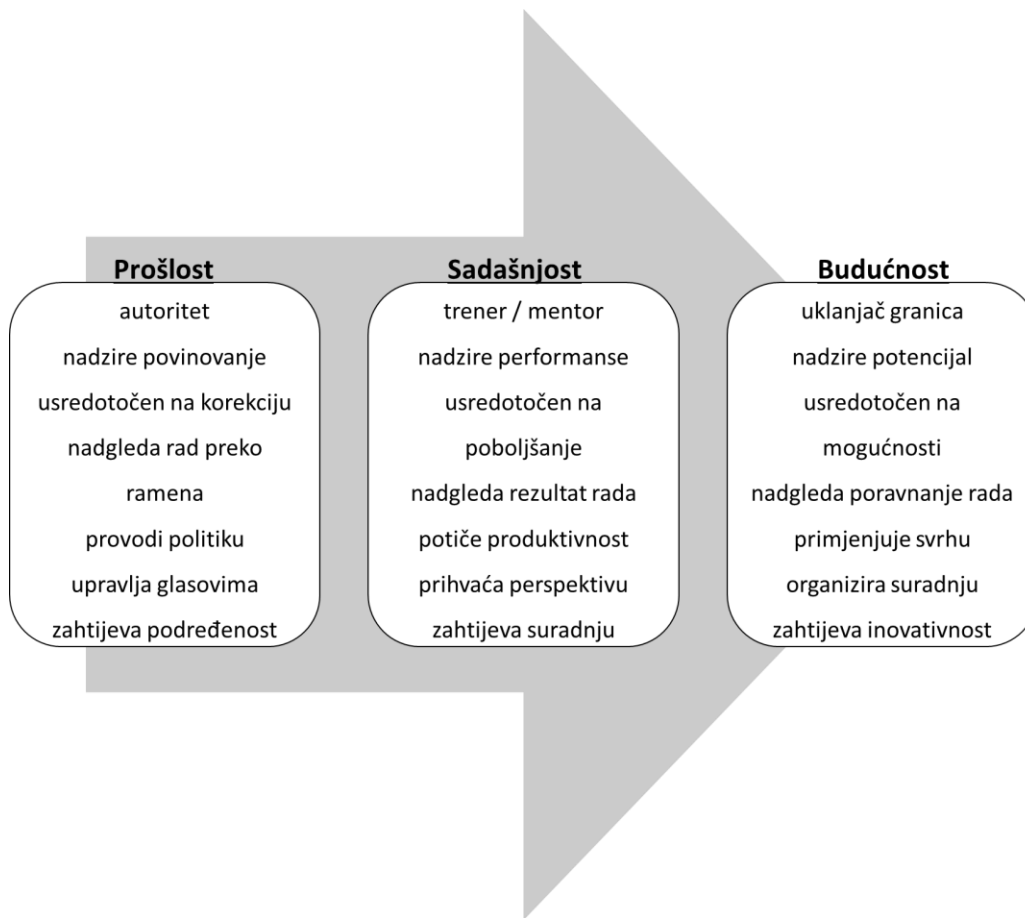 Prošlost
autoritet
nadzire povinovanje
usredotočen na korekciju
nadgleda rad preko
ramena
provodi politiku
upravlja glasovima
zahtijeva podređenost
Sadašnjost
trener / mentor
nadzire performanse
usredotočen na
poboljšanje
nadgleda rezultat rada
potiče produktivnost
prihvaća perspektivu
zahtijeva suradnju
Budućnost
uklanjač granica
nadzire potencijal
usredotočen na
mogućnosti
nadgleda poravnanje rada
primjenjuje svrhu
organizira suradnju
zahtijeva inovativnost